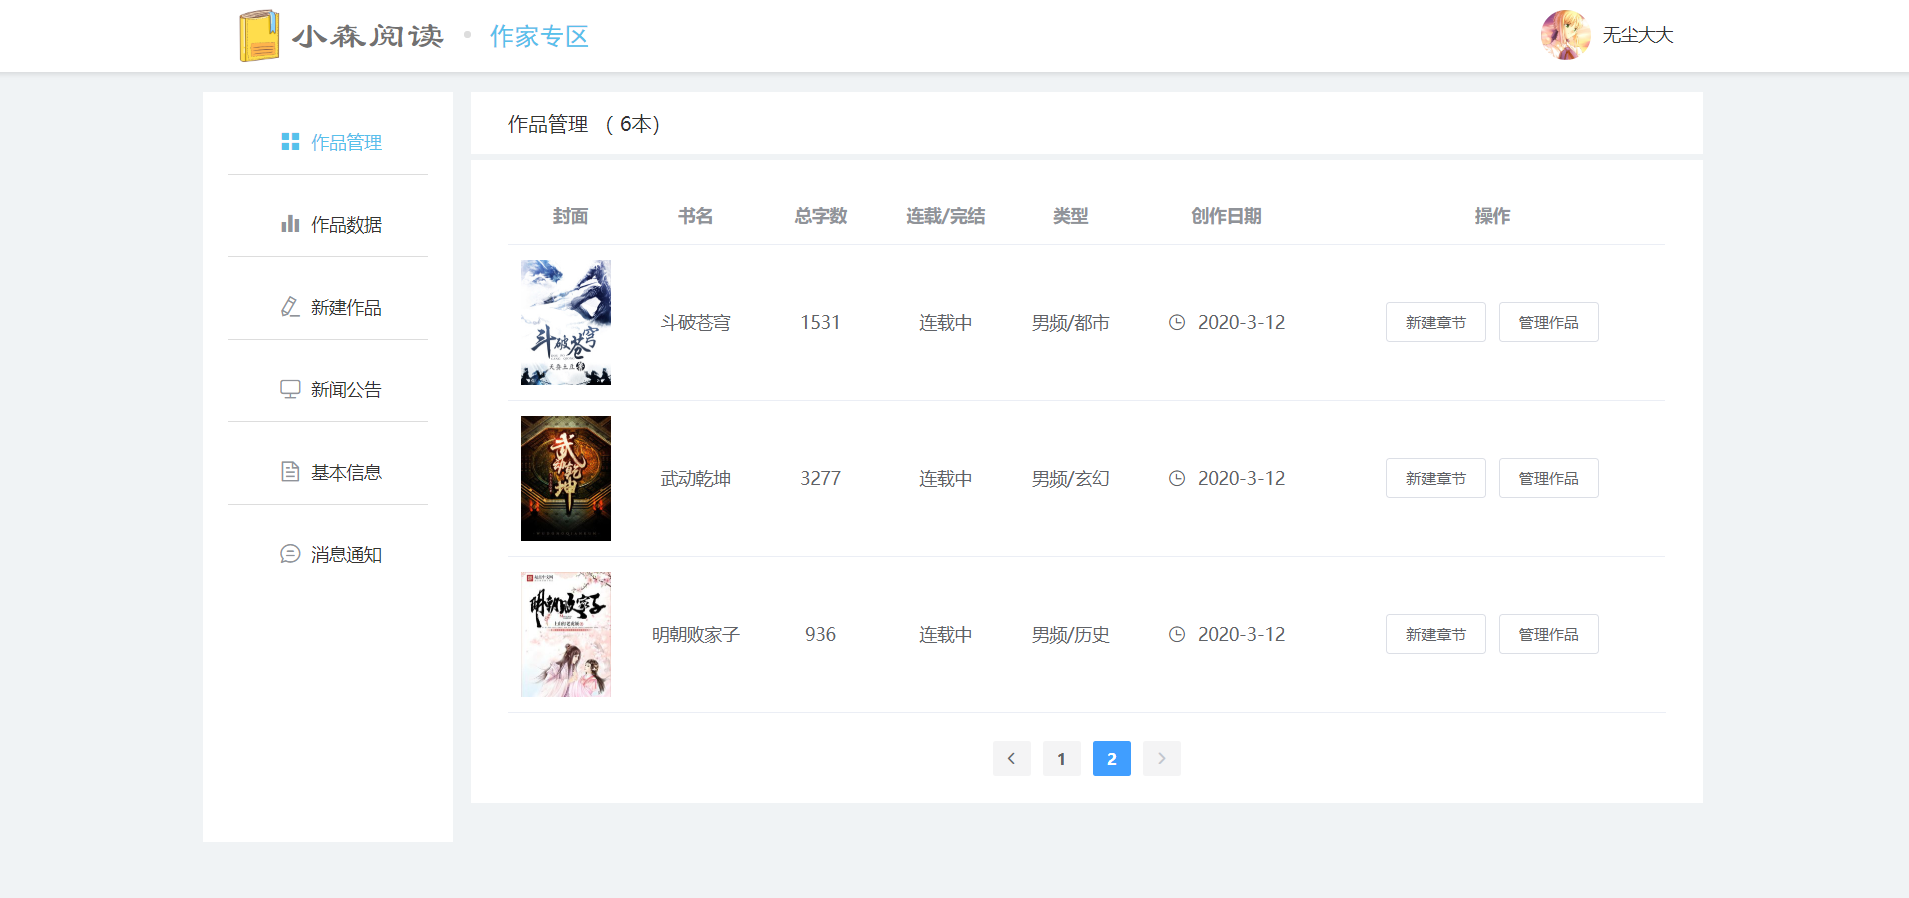 小森阅读 • 作家专区
无尘大大
作品管理
作品数据
新建作品
新闻公告
基本信息
消息通知
作品管理 （ 6本）
封面 书名 总字数 连载/完结 类型 创作日期 操作
斗破苍穹
斗破苍穹 1531 连载中 男频/都市 2020-3-12 新建章节 管理作品
武动乾坤
武动乾坤 3277 连载中 男频/玄幻 2020-3-12 新建章节 管理作品
明朝败家子
明朝败家子 936 连载中 男频/历史 2020-3-12 新建章节 管理作品
1 2